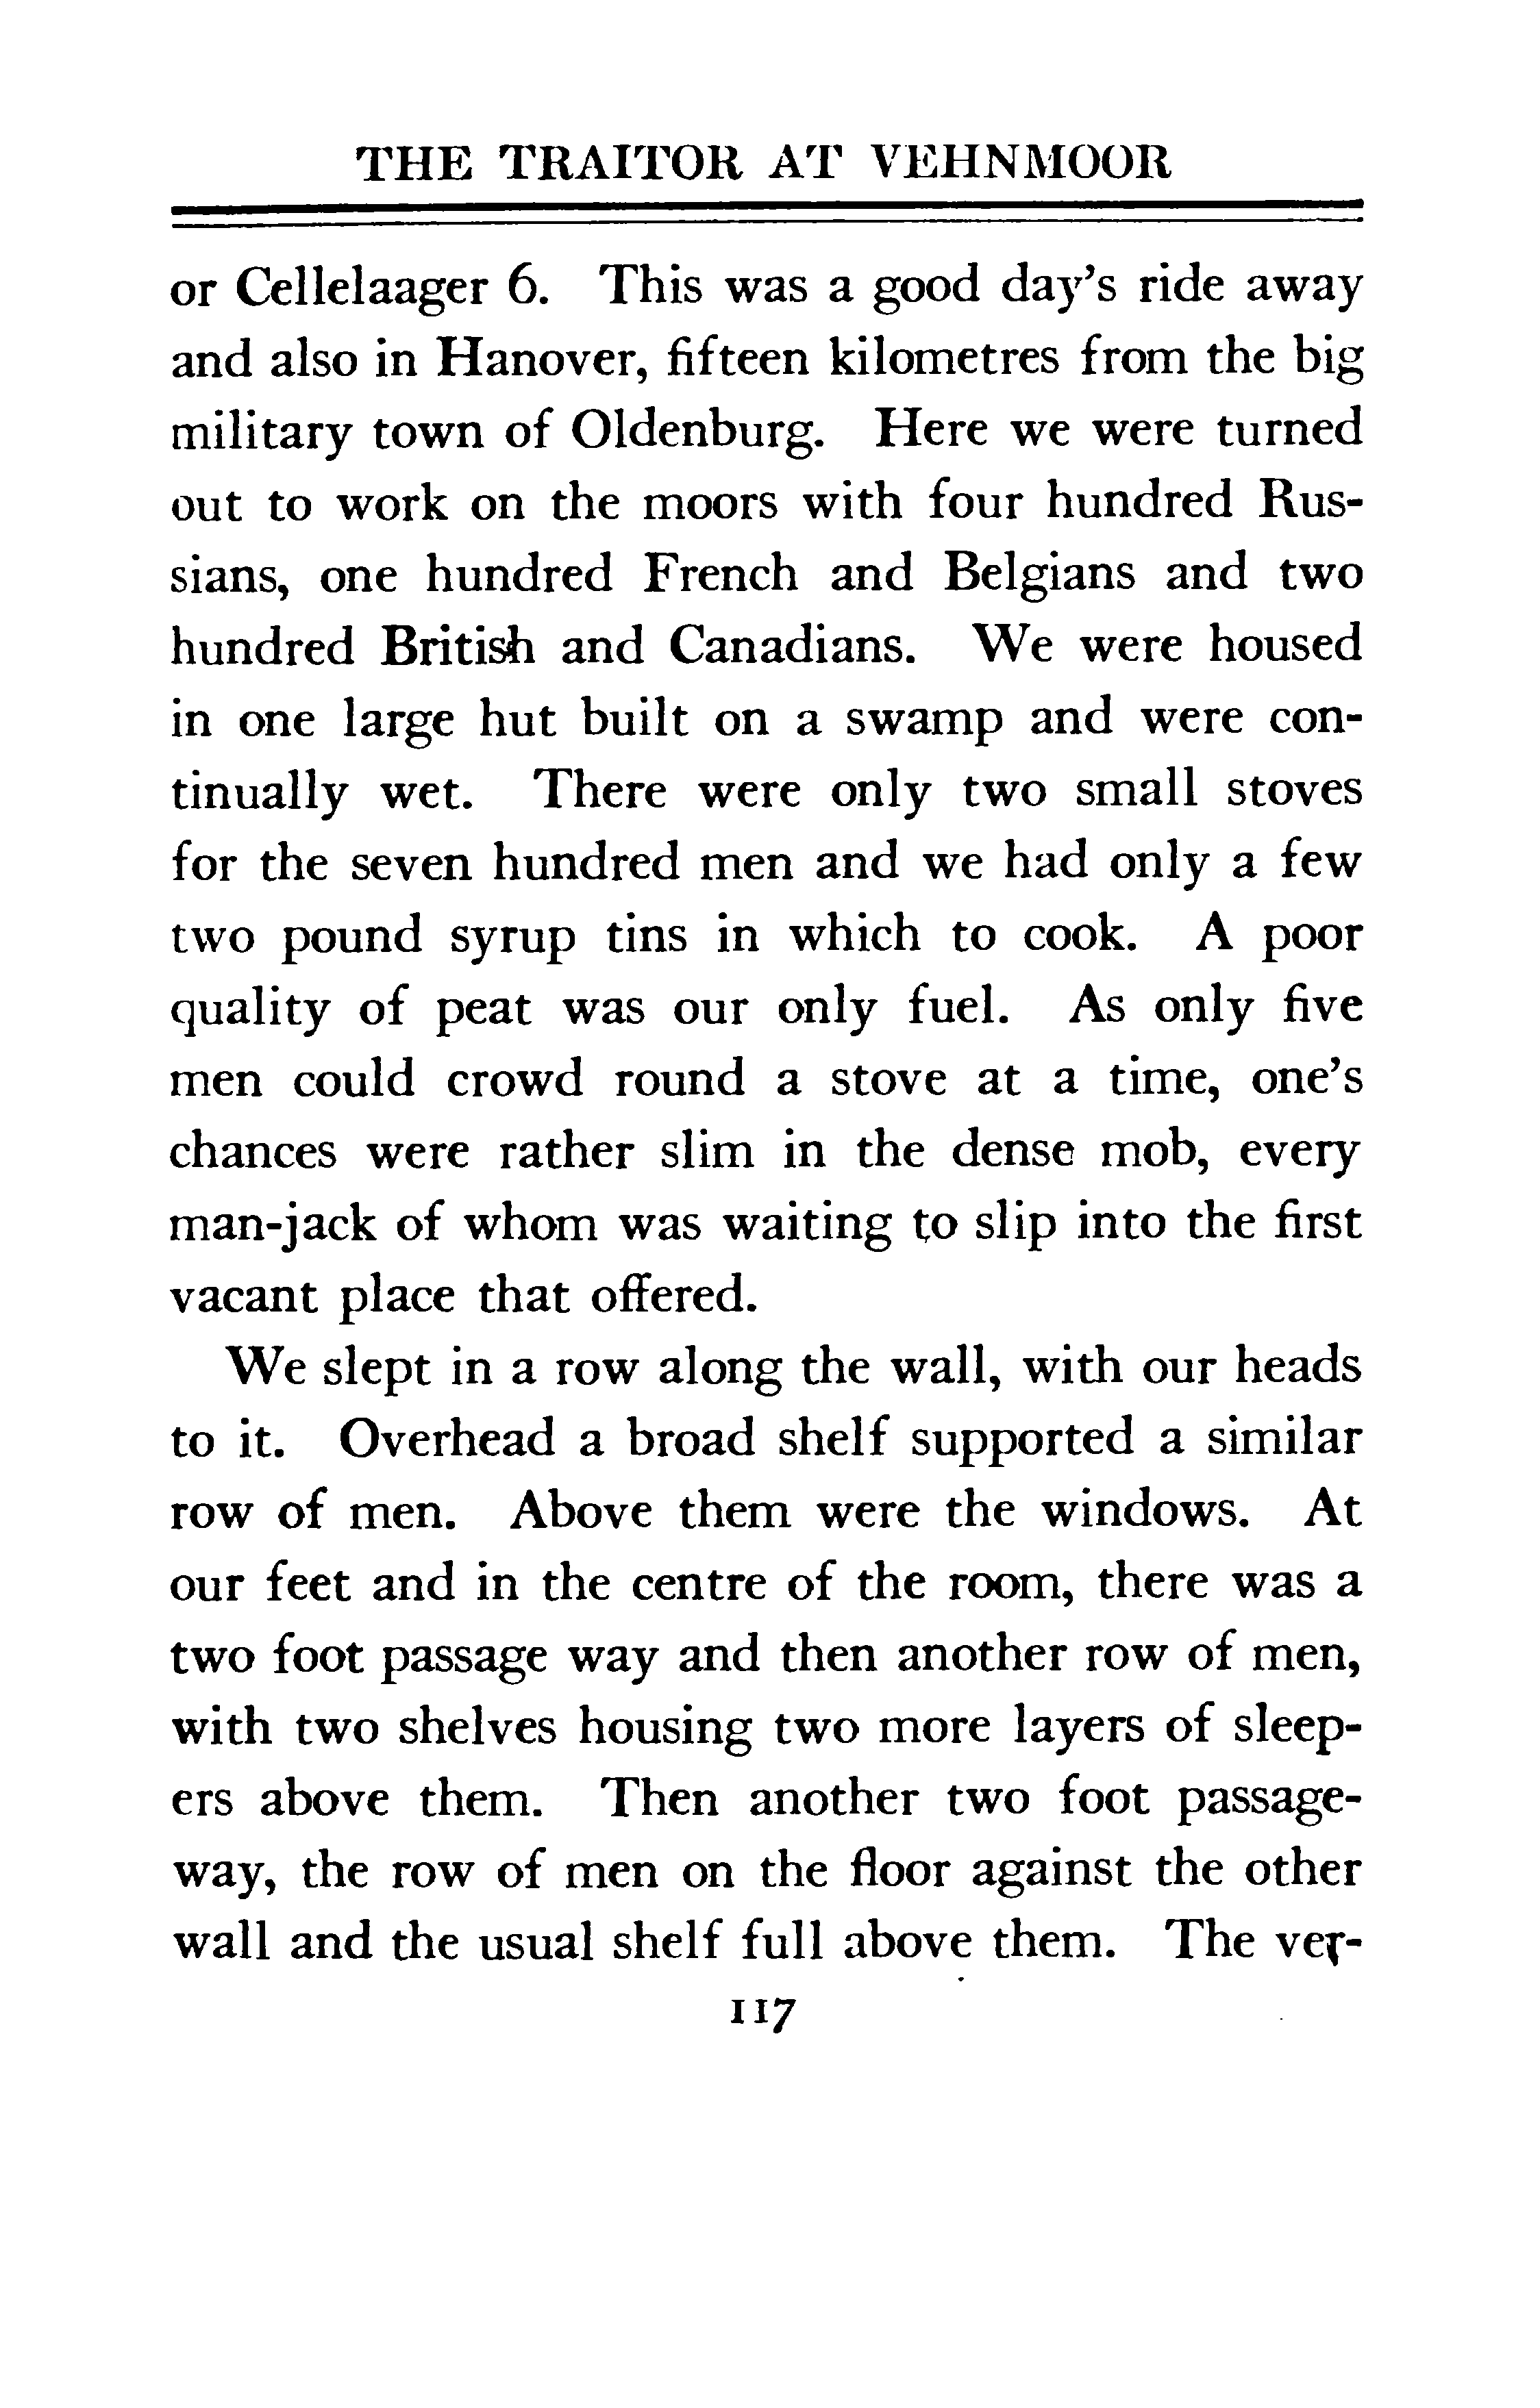 THE TRAITOR AT VEHNMOOR
or Cellelaager 6. This was a good day's ride away
and also in Hanover, fifteen kilometres from the big
military town of Oldenburg. Here we were turned
out to work on the moors with four hundred Rus-
sians, one hundred French and Belgians and two
hundred British and Canadians. We were housed
in one large hut built on a swamp and were con-
tinually wet. There were only two small stoves
for the seven hundred men and we had only a few
two pound syrup tins in which to cook. A poor
quality of peat was our only fuel. As only five
men could crowd round a stove at a time, one's
chances were rather slim in the dense mob, every
man-jack of whom was waiting to slip into the first
vacant place that offered.
We slept in a row along the wall, with our heads
to it. Overhead a broad shelf supported a similar
row of men. Above them were the windows. At
our feet and in the centre of the room, there was a
two foot passage way and then another row of men,
with two shelves housing two more layers of sleep-
ers above them. Then another two foot passage-
way, the row of men on the floor against the other
wall and the usual shelf full above them. The ver-
117